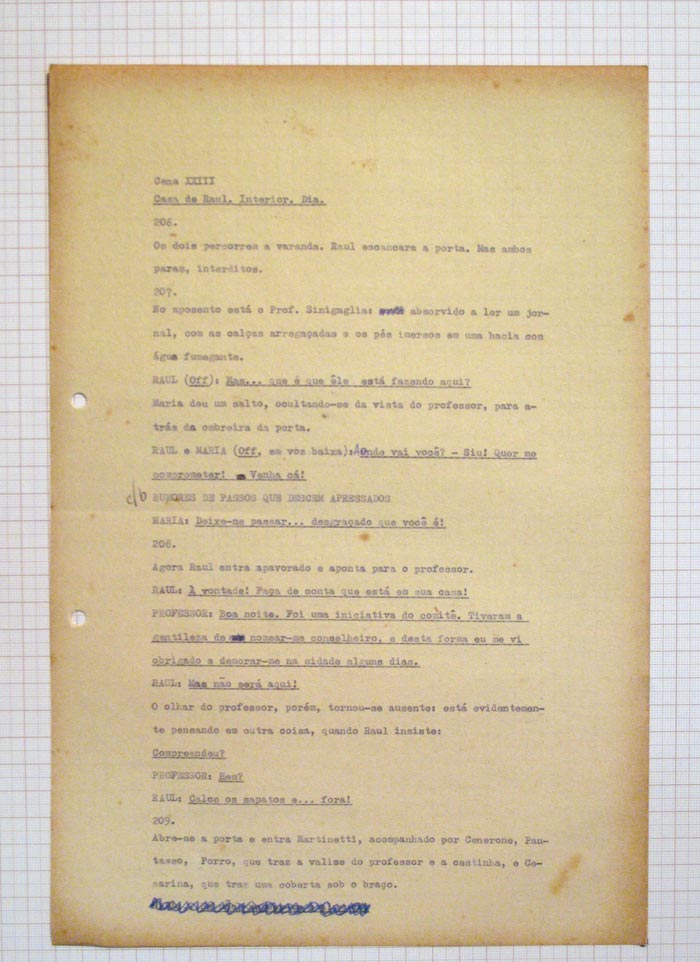 Cena XXIII
Casa de Raul. Interior. Dia.
206.
Os dois percorrem a varanda. Raul escancara a porta. Mas ambos
param, interditos.
207.
No aposento está o Prof. Sinigaglia: absorvido a ler um jor-
nal, com as calças arregaçadas e os pés imersos em uma bacia com
água fumegante.
RAUL (Off): Mas... que é que êle está fazendo aqui?
Maria deu um salto, ocultando-se da vista do professor, para a-
trás da ombreira da porta.
RAUL e MARIA (Off, em voz baixa): Aonde vai você? - Siu! Quer me
comprometer! - Venha cá!
c/b RUMORES DE PASSOS QUE DESCEM APRESSADOS
MARIA: Deixe-me passar... desgraçado que você é!
208.
Agora Raul entra apavorado e aponta para o professor.
RAUL: À vontade! Faça de conta que está em sua casa!
PROFESSOR: Boa noite. Foi uma iniciativa do comitê. Tiveram a
gentileza de nomear-me conselheiro, e desta forma eu me vi
obrigado a demorar-me na cidade alguns dias.
RAUL: Mas não será aqui!
O olhar do professor, porém, tornou-se ausente: está evidentemen-
te pensando em outra coisa, quando Raul insiste:
Compreendeu?
PROFESSOR: Hem?
RAUL: Calce os sapatos e... fora!
209.
Abre-se a porta e entra Martinetti, acompanhado por Cenerone, Pau-
tasso, Porro, que traz a valise do professor e a cestinha, e Ce-
sarina, que traz uma coberta sob o braço.